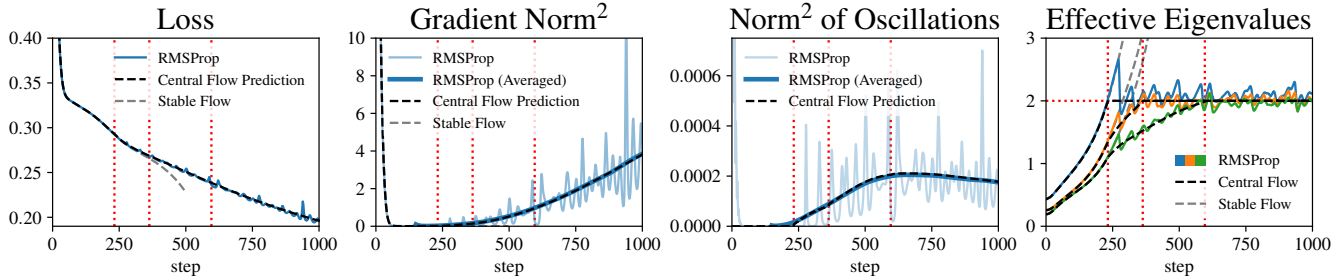 Loss
0.40
0.35
0.30
0.25
0.20
RMSProp
Central Flow Prediction
Stable Flow
0
250
500
750
1000
step
Gradient Norm²
10
8
6
4
2
0
RMSProp
RMSProp (Averaged)
Central Flow Prediction
Stable Flow
0
250
500
750
1000
step
Norm² of Oscillations
0.0006
0.0004
0.0002
0.0000
RMSProp
RMSProp (Averaged)
Central Flow Prediction
0
250
500
750
1000
step
Effective Eigenvalues
3
2
1
0
RMSProp
Central Flow
Stable Flow
0
250
500
750
1000
step